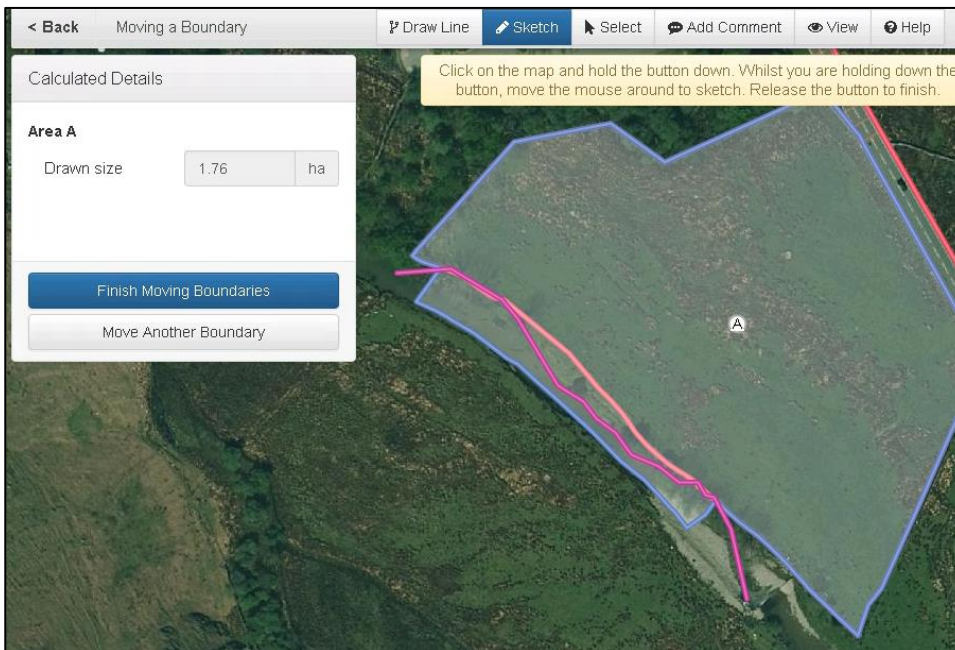 < Back Moving a Boundary Draw Line Sketch Select Add Comment View Help
Calculated Details
Click on the map and hold the button down. Whilst you are holding down the
button, move the mouse around to sketch. Release the button to finish.
Area A
Drawn size 1.76 ha
A
Finish Moving Boundaries
Move Another Boundary